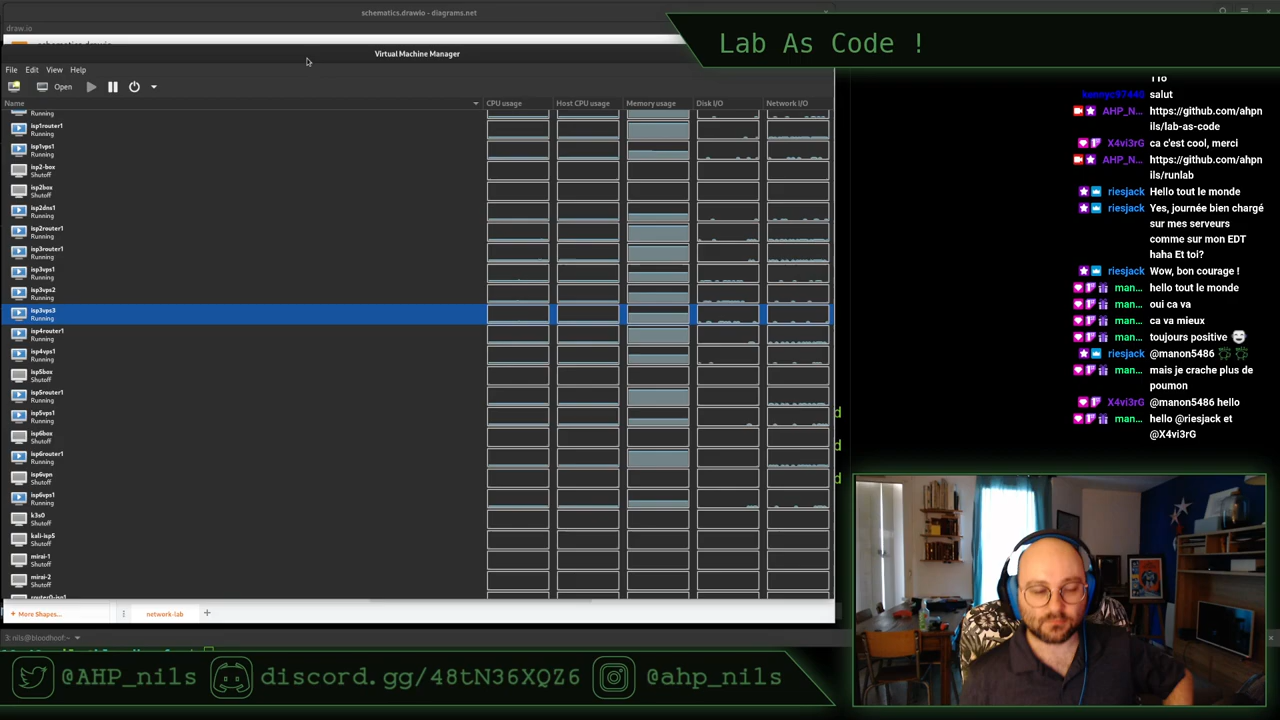 schematics.drawio - diagrams.net
draw.io
Virtual Machine Manager
File Edit View Help
Open
Name CPU usage Host CPU usage Memory usage Disk I/O Network I/O
Running
isp1router1
Running
isp1vps1
Running
isp2-box
Shutoff
isp2box
Shutoff
isp2dns1
Running
isp2router1
Running
isp3router1
Running
isp3vps1
Running
isp3vps2
Running
isp3vps3
Running
isp4router1
Running
isp4vps1
Running
isp5box
Shutoff
isp5router1
Running
isp5vps1
Running
isp6box
Shutoff
isp6router1
Running
isp6vpn
Shutoff
isp6vps1
Running
k3s0
Shutoff
kali-isp5
Shutoff
mirai-1
Shutoff
mirai-2
Shutoff
router0-isp1
+ More Shapes...
network-lab
3: nils@bloodhoof:~
Lab As Code !
salut
AHP_N... https://github.com/ahpn
ils/lab-as-code
X4vi3rG ca c'est cool, merci
AHP_N... https://github.com/ahpn
ils/runlab
riesjack Hello tout le monde
riesjack Yes, journée bien chargé
sur mes serveurs
comme sur mon EDT
haha Et toi?
riesjack Wow, bon courage !
man... hello tout le monde
man... oui ca va
man... ca va mieux
man... toujours positive
riesjack @manon5486
man... mais je crache plus de
poumon
X4vi3rG @manon5486 hello
man... hello @riesjack et
@X4vi3rG
@AHP_nils
discord.gg/48tN36XQZ6
@ahp_nils